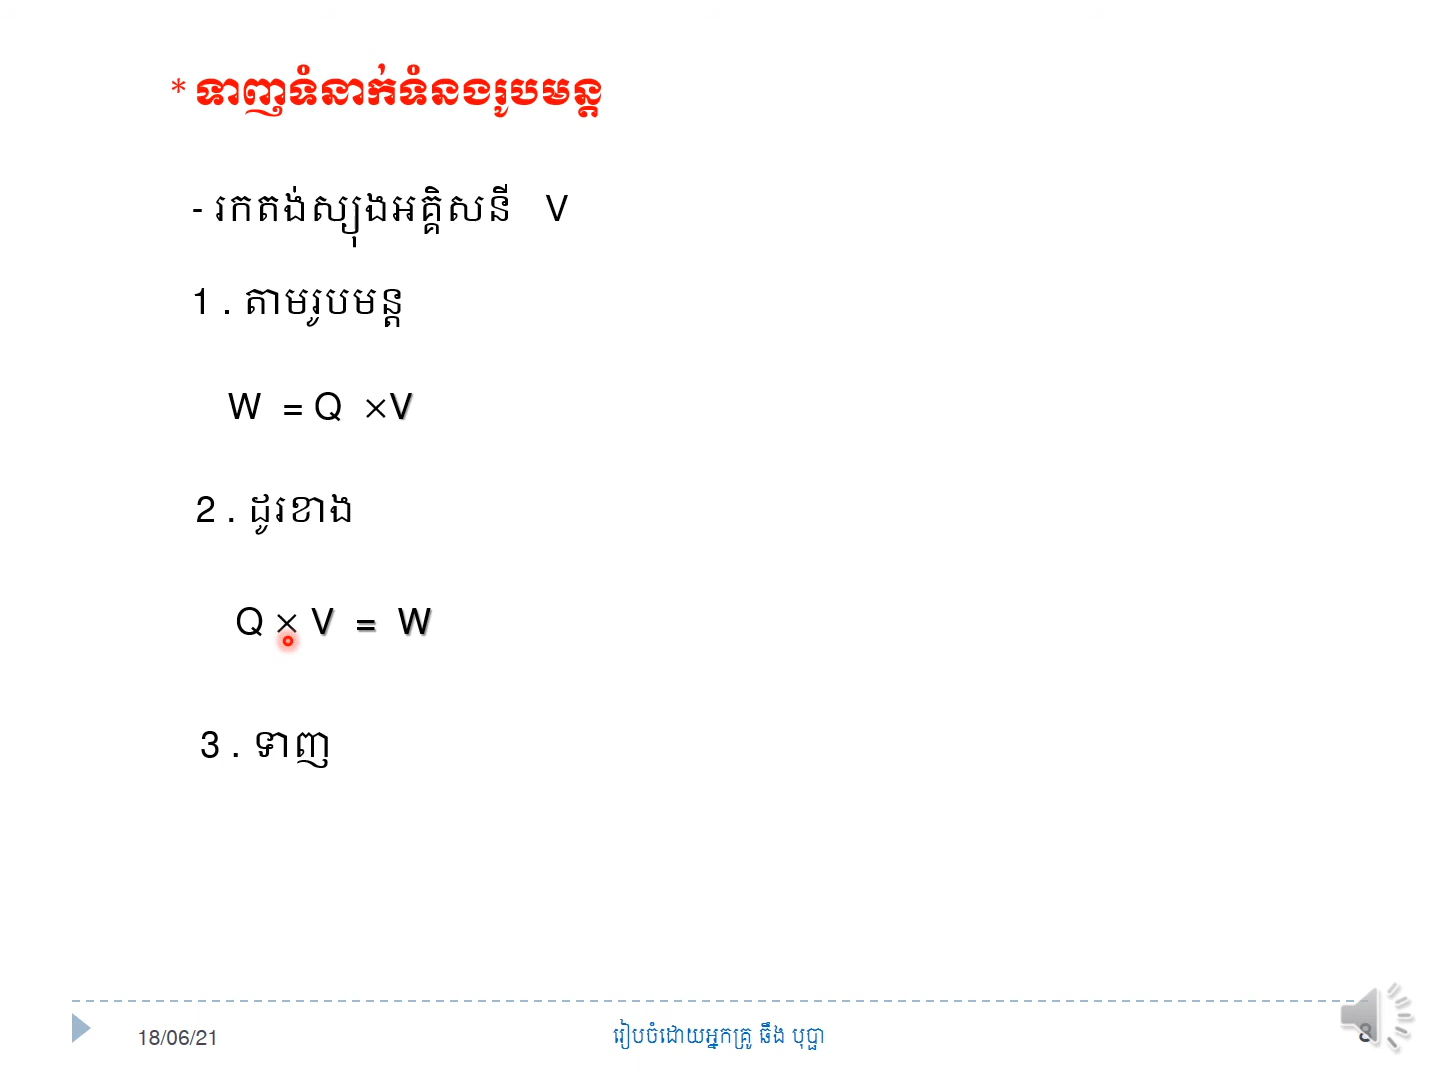 * ទាញទំនាក់ទំនងរូបមន្ត
- រកតង់ស្យុងអគ្គិសនី V
1 . តាមរូបមន្ត
W = Q ×V
2 . ដូរខាង
Q × V = W
3 . ទាញ
18/06/21
រៀបចំដោយអ្នកគ្រូ ឆឹង បុប្ផា
8